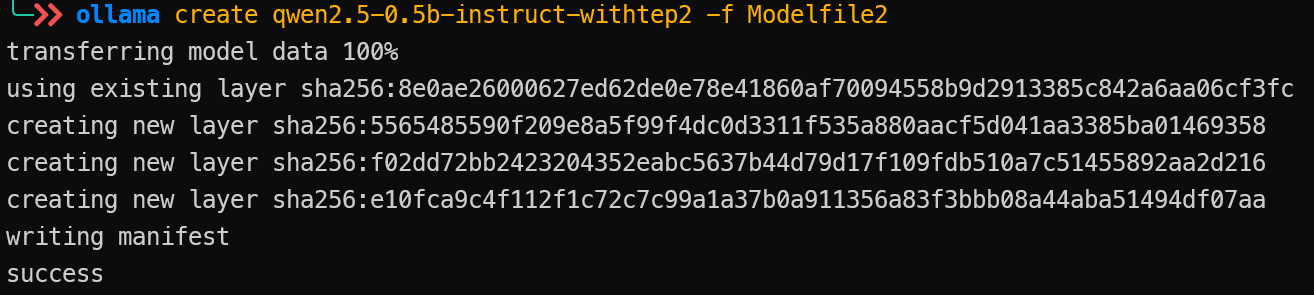 ollama create qwen2.5-0.5b-instruct-withtep2 -f Modelfile2
transferring model data 100%
using existing layer sha256:8e0ae26000627ed62de0e78e41860af70094558b9d2913385c842a6aa06cf3fc
creating new layer sha256:5565485590f209e8a5f99f4dc0d3311f535a880aacf5d041aa3385ba01469358
creating new layer sha256:f02dd72bb2423204352eabc5637b44d79d17f109fdb510a7c51455892aa2d216
creating new layer sha256:e10fca9c4f112f1c72c7c99a1a37b0a911356a83f3bbb08a44aba51494df07aa
writing manifest
success